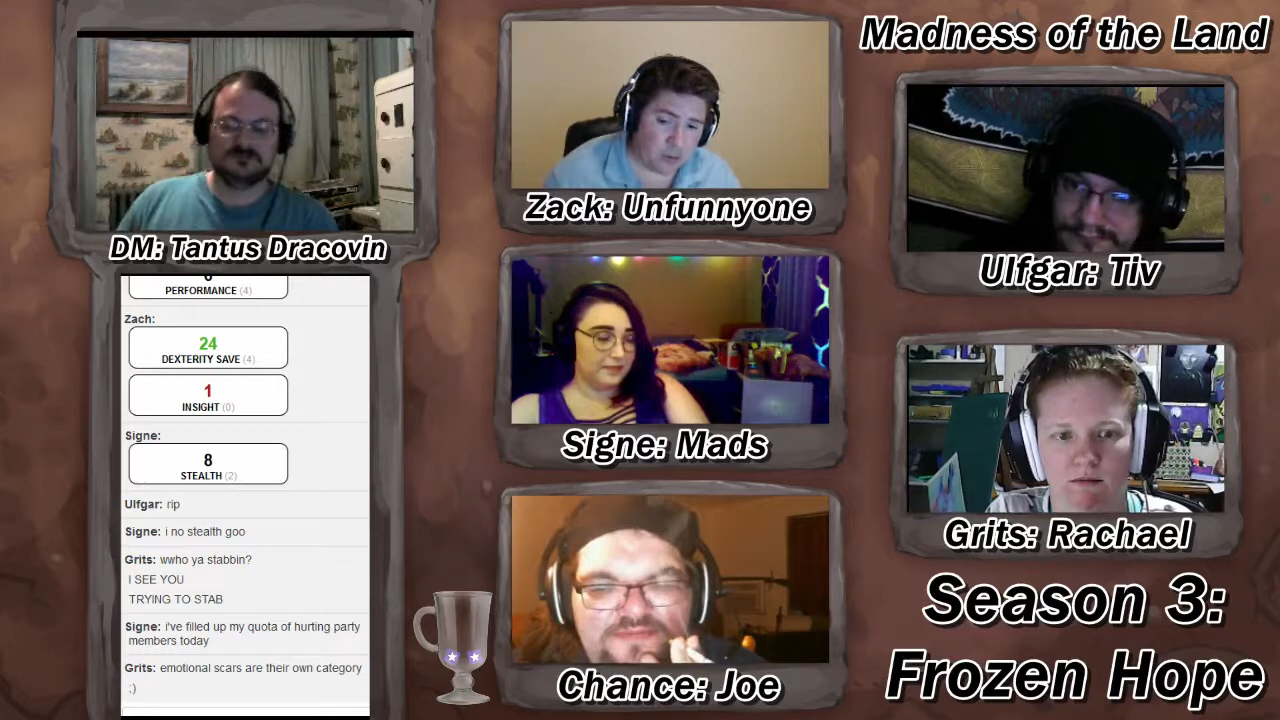 Madness of the Land
DM: Tantus Dracovin
Zack: Unfunnyone
Ulfgar: Tiv
Signe: Mads
Grits: Rachael
Chance: Joe
Season 3:
Frozen Hope
PERFORMANCE (4)
Zach:
24
DEXTERITY SAVE (4)
1
INSIGHT (0)
Signe:
8
STEALTH (2)
Ulfgar: rip
Signe: i no stealth goo
Grits: wwho ya stabbin?
I SEE YOU
TRYING TO STAB
Signe: i've filled up my quota of hurting party
members today
Grits: emotional scars are their own category
;)